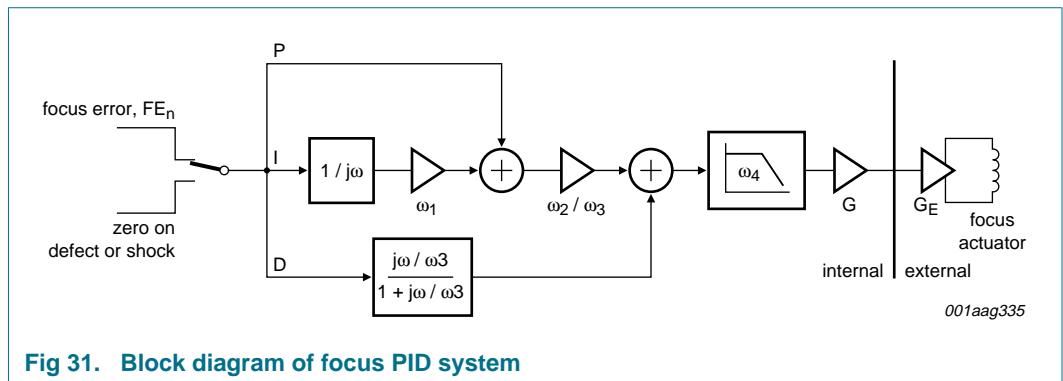 P
focus error, FEn
I
1 / jω
ω1
+
ω2 / ω3
+
ω4
G
GE
zero on
defect or shock
D
jω / ω3
1 + jω / ω3
focus
actuator
internal
external
001aag335
Fig 31. Block diagram of focus PID system